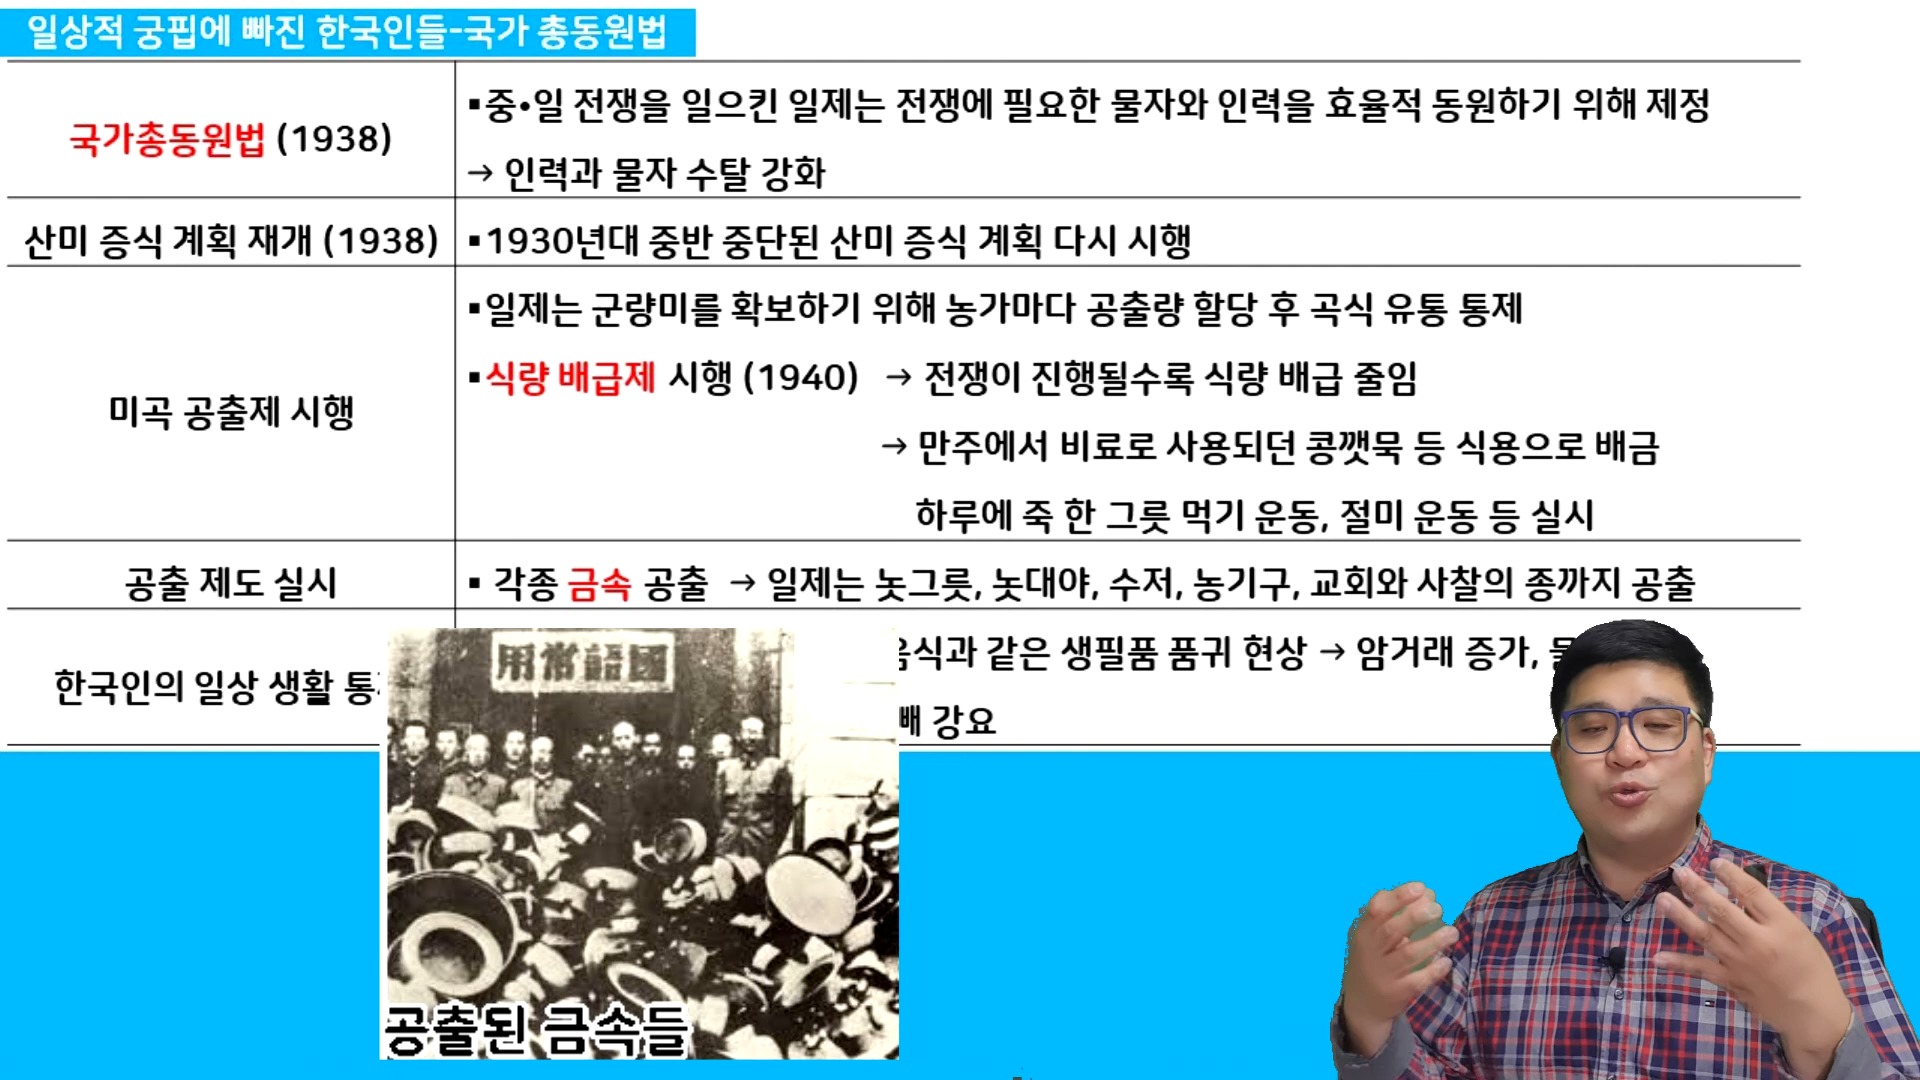 일상적 궁핍에 빠진 한국인들-국가 총동원법
국가총동원법 (1938)
▪중•일 전쟁을 일으킨 일제는 전쟁에 필요한 물자와 인력을 효율적 동원하기 위해 제정
→ 인력과 물자 수탈 강화
산미 증식 계획 재개 (1938)
▪1930년대 중반 중단된 산미 증식 계획 다시 시행
미곡 공출제 시행
▪일제는 군량미를 확보하기 위해 농가마다 공출량 할당 후 곡식 유통 통제
▪식량 배급제 시행 (1940) → 전쟁이 진행될수록 식량 배급 줄임
→ 만주에서 비료로 사용되던 콩깻묵 등 식용으로 배금
하루에 죽 한 그릇 먹기 운동, 절미 운동 등 실시
공출 제도 실시
▪ 각종 금속 공출 → 일제는 놋그릇, 놋대야, 수저, 농기구, 교회와 사찰의 종까지 공출
한국인의 일상 생활
음식과 같은 생필품 품귀 현상 → 암거래 증가,
강요
用常語國
공출된 금속들